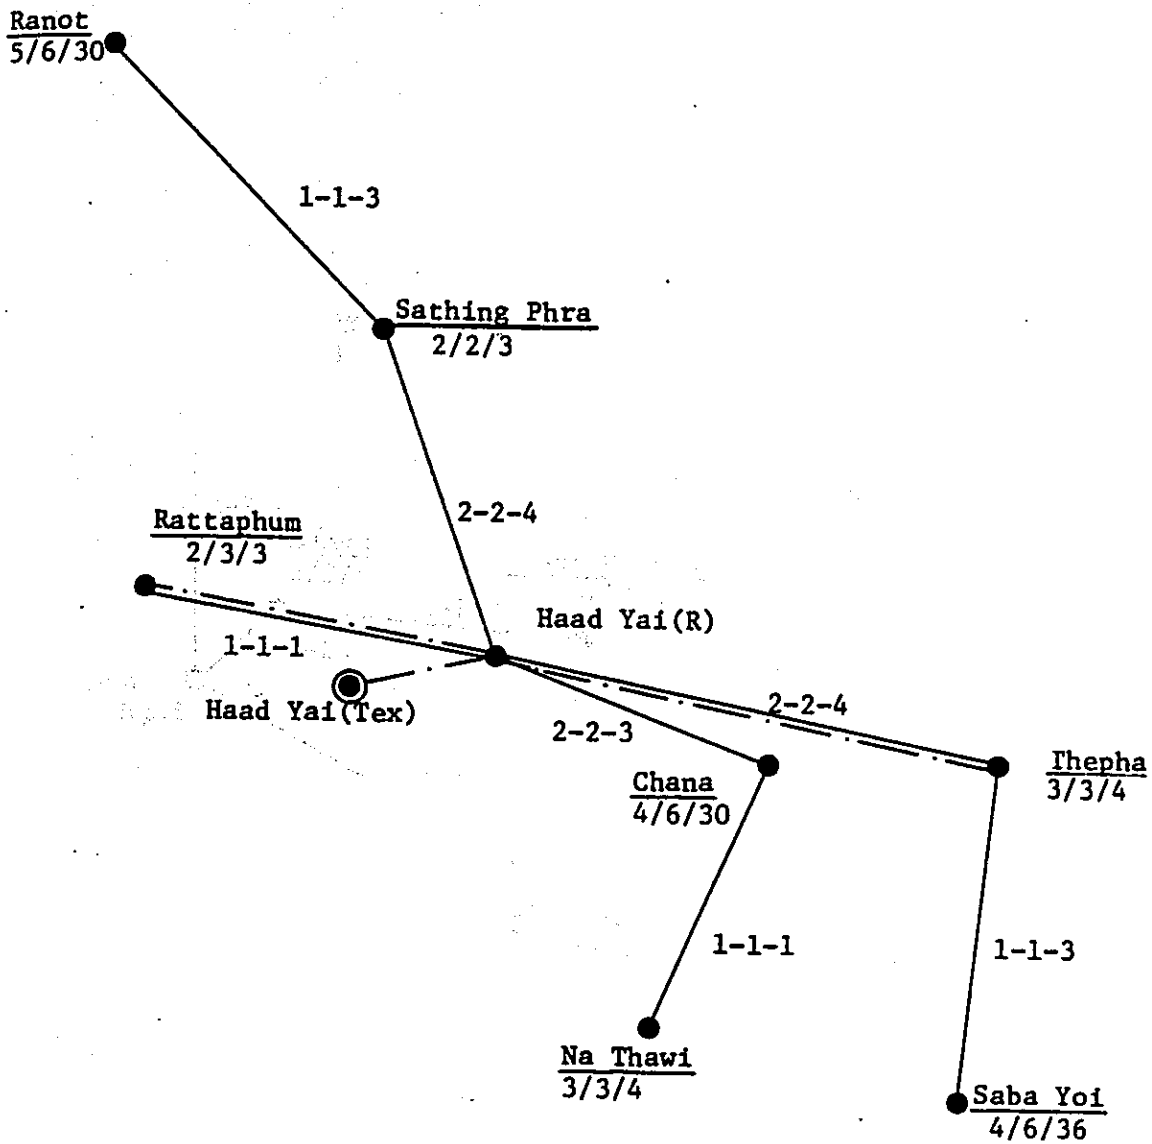 Ranot
5/6/30
1-1-3
Sathing Phra
2/2/3
2-2-4
Rattaphum
2/3/3
Haad Yai(R)
1-1-1
Haad Yai(Tex)
2-2-4
2-2-3
Thepha
3/3/4
Chana
4/6/30
1-1-1
1-1-3
Na Thawi
3/3/4
Saba Yoi
4/6/36